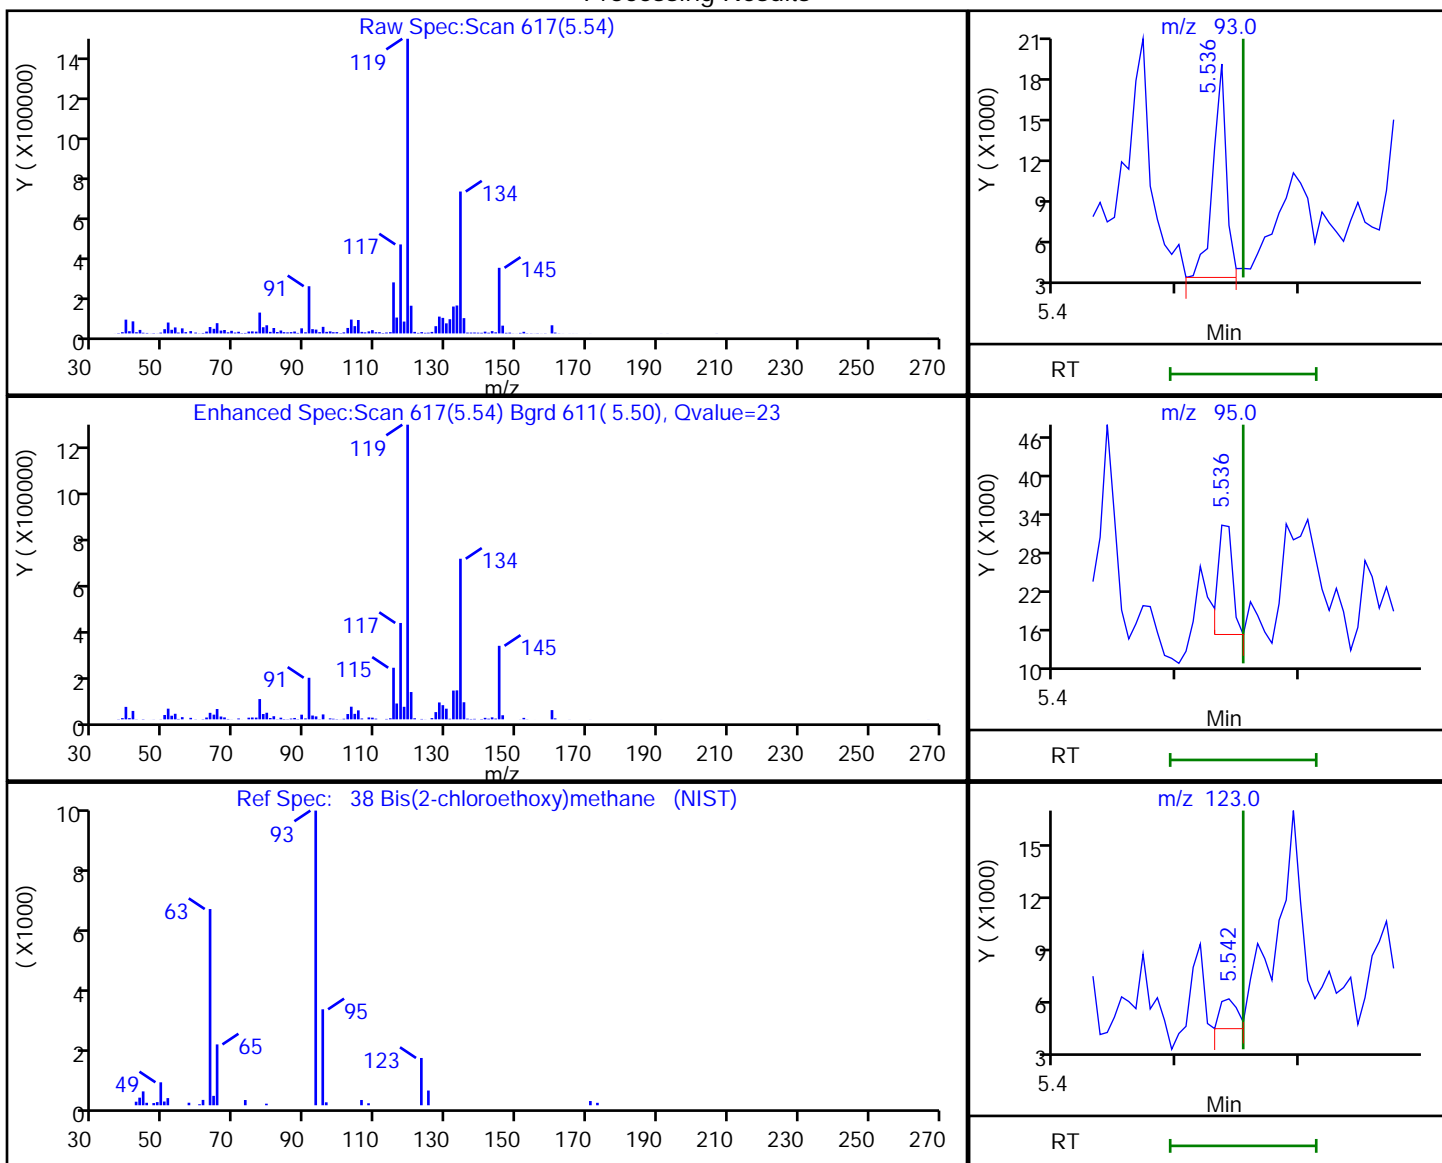 Raw Spec:Scan 617(5.54)
Y ( X100000)
14
12
10
8
6
4
2
0
119
134
117
145
91
30 50 70 90 110 130 150 170 190 210 230 250 270
m/z
m/z 93.0
Y ( X1000)
21
18
15
12
9
6
3
5.536
5.4
Min
RT
Enhanced Spec:Scan 617(5.54) Bgrd 611( 5.50), Qvalue=23
Y ( X100000)
12
10
8
6
4
2
0
119
134
117
115
145
91
30 50 70 90 110 130 150 170 190 210 230 250 270
m/z
m/z 95.0
Y ( X1000)
46
40
34
28
22
16
10
5.536
5.4
Min
RT
Ref Spec: 38 Bis(2-chloroethoxy)methane (NIST)
( X1000)
10
8
6
4
2
0
93
63
95
65
123
49
30 50 70 90 110 130 150 170 190 210 230 250 270
m/z 123.0
Y ( X1000)
15
12
9
6
3
5.542
5.4
Min
RT